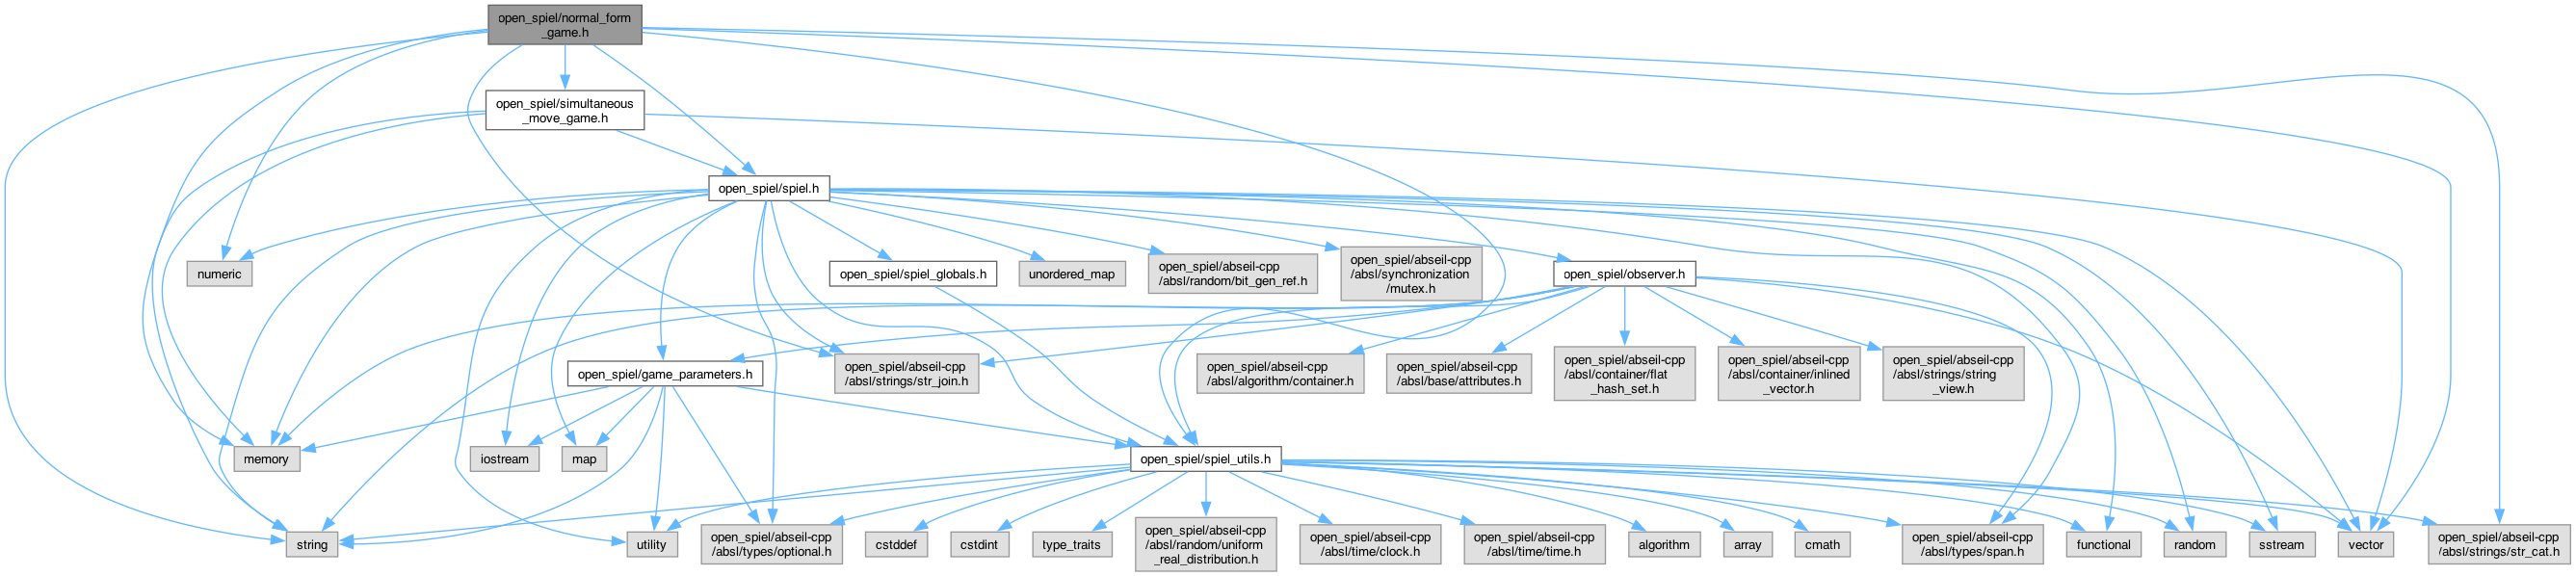 open_spiel/normal_form
_game.h
open_spiel/simultaneous
_move_game.h
open_spiel/spiel.h
numeric
open_spiel/spiel_globals.h
unordered_map
open_spiel/abseil-cpp
/absl/random/bit_gen_ref.h
open_spiel/abseil-cpp
/absl/synchronization
/mutex.h
open_spiel/observer.h
open_spiel/game_parameters.h
open_spiel/abseil-cpp
/absl/strings/str_join.h
open_spiel/abseil-cpp
/absl/algorithm/container.h
open_spiel/abseil-cpp
/absl/base/attributes.h
open_spiel/abseil-cpp
/absl/container/flat
_hash_set.h
open_spiel/abseil-cpp
/absl/container/inlined
_vector.h
open_spiel/abseil-cpp
/absl/strings/string
_view.h
memory
iostream
map
open_spiel/spiel_utils.h
string
utility
open_spiel/abseil-cpp
/absl/types/optional.h
cstddef
cstdint
type_traits
open_spiel/abseil-cpp
/absl/random/uniform
_real_distribution.h
open_spiel/abseil-cpp
/absl/time/clock.h
open_spiel/abseil-cpp
/absl/time/time.h
algorithm
array
cmath
open_spiel/abseil-cpp
/absl/types/span.h
functional
random
sstream
vector
open_spiel/abseil-cpp
/absl/strings/str_cat.h